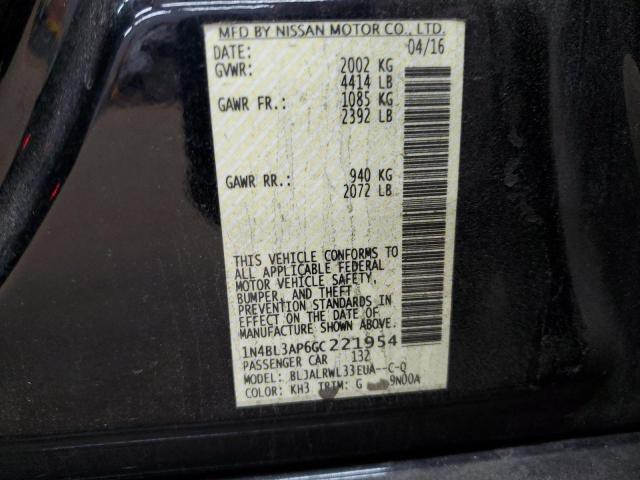 MFD BY NISSAN MOTOR CO., LTD.
DATE: 04/16
GVWR: 2002 KG
4414 LB
GAWR FR.: 1085 KG
2392 LB
GAWR RR.: 940 KG
2072 LB
THIS VEHICLE CONFORMS TO
ALL APPLICABLE FEDERAL
MOTOR VEHICLE SAFETY,
BUMPER, AND THEFT
PREVENTION STANDARDS IN
EFFECT ON THE DATE OF
MANUFACTURE SHOWN ABOVE.
1N4BL3AP6GC221954
PASSENGER CAR 132
MODEL: BLJALRWL33EUA--C-Q
COLOR: KH3 TRIM: G 9N00A